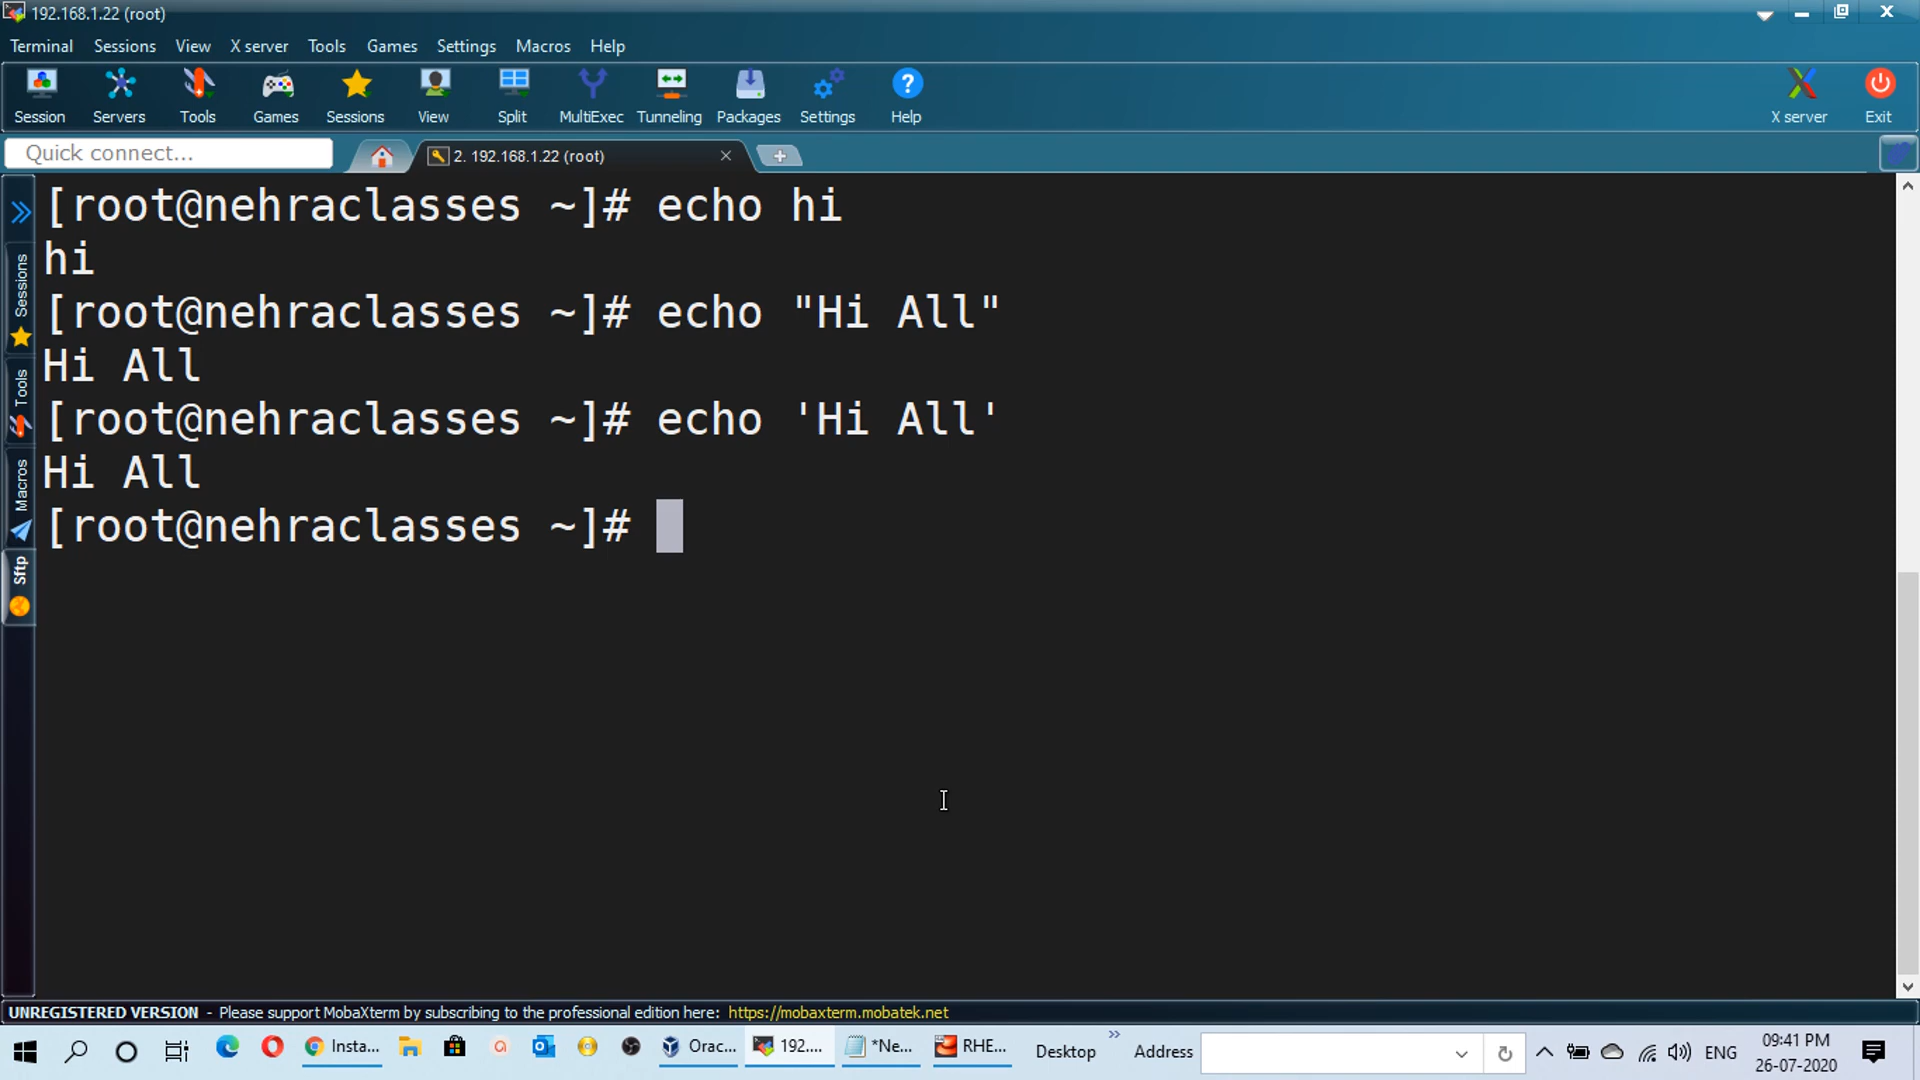 192.168.1.22 (root)
Terminal Sessions View X server Tools Games Settings Macros Help
Session Servers Tools Games Sessions View Split MultiExec Tunneling Packages Settings Help X server Exit
Quick connect... 2. 192.168.1.22 (root)
[root@nehraclasses ~]# echo hi
hi
[root@nehraclasses ~]# echo "Hi All"
Hi All
[root@nehraclasses ~]# echo 'Hi All'
Hi All
[root@nehraclasses ~]#
Sessions
Tools
Macros
Sftp
UNREGISTERED VERSION - Please support MobaXterm by subscribing to the professional edition here: https://mobaxterm.mobatek.net
Insta... Orac... 192.... *Ne... RHE... Desktop Address ENG 09:41 PM
26-07-2020